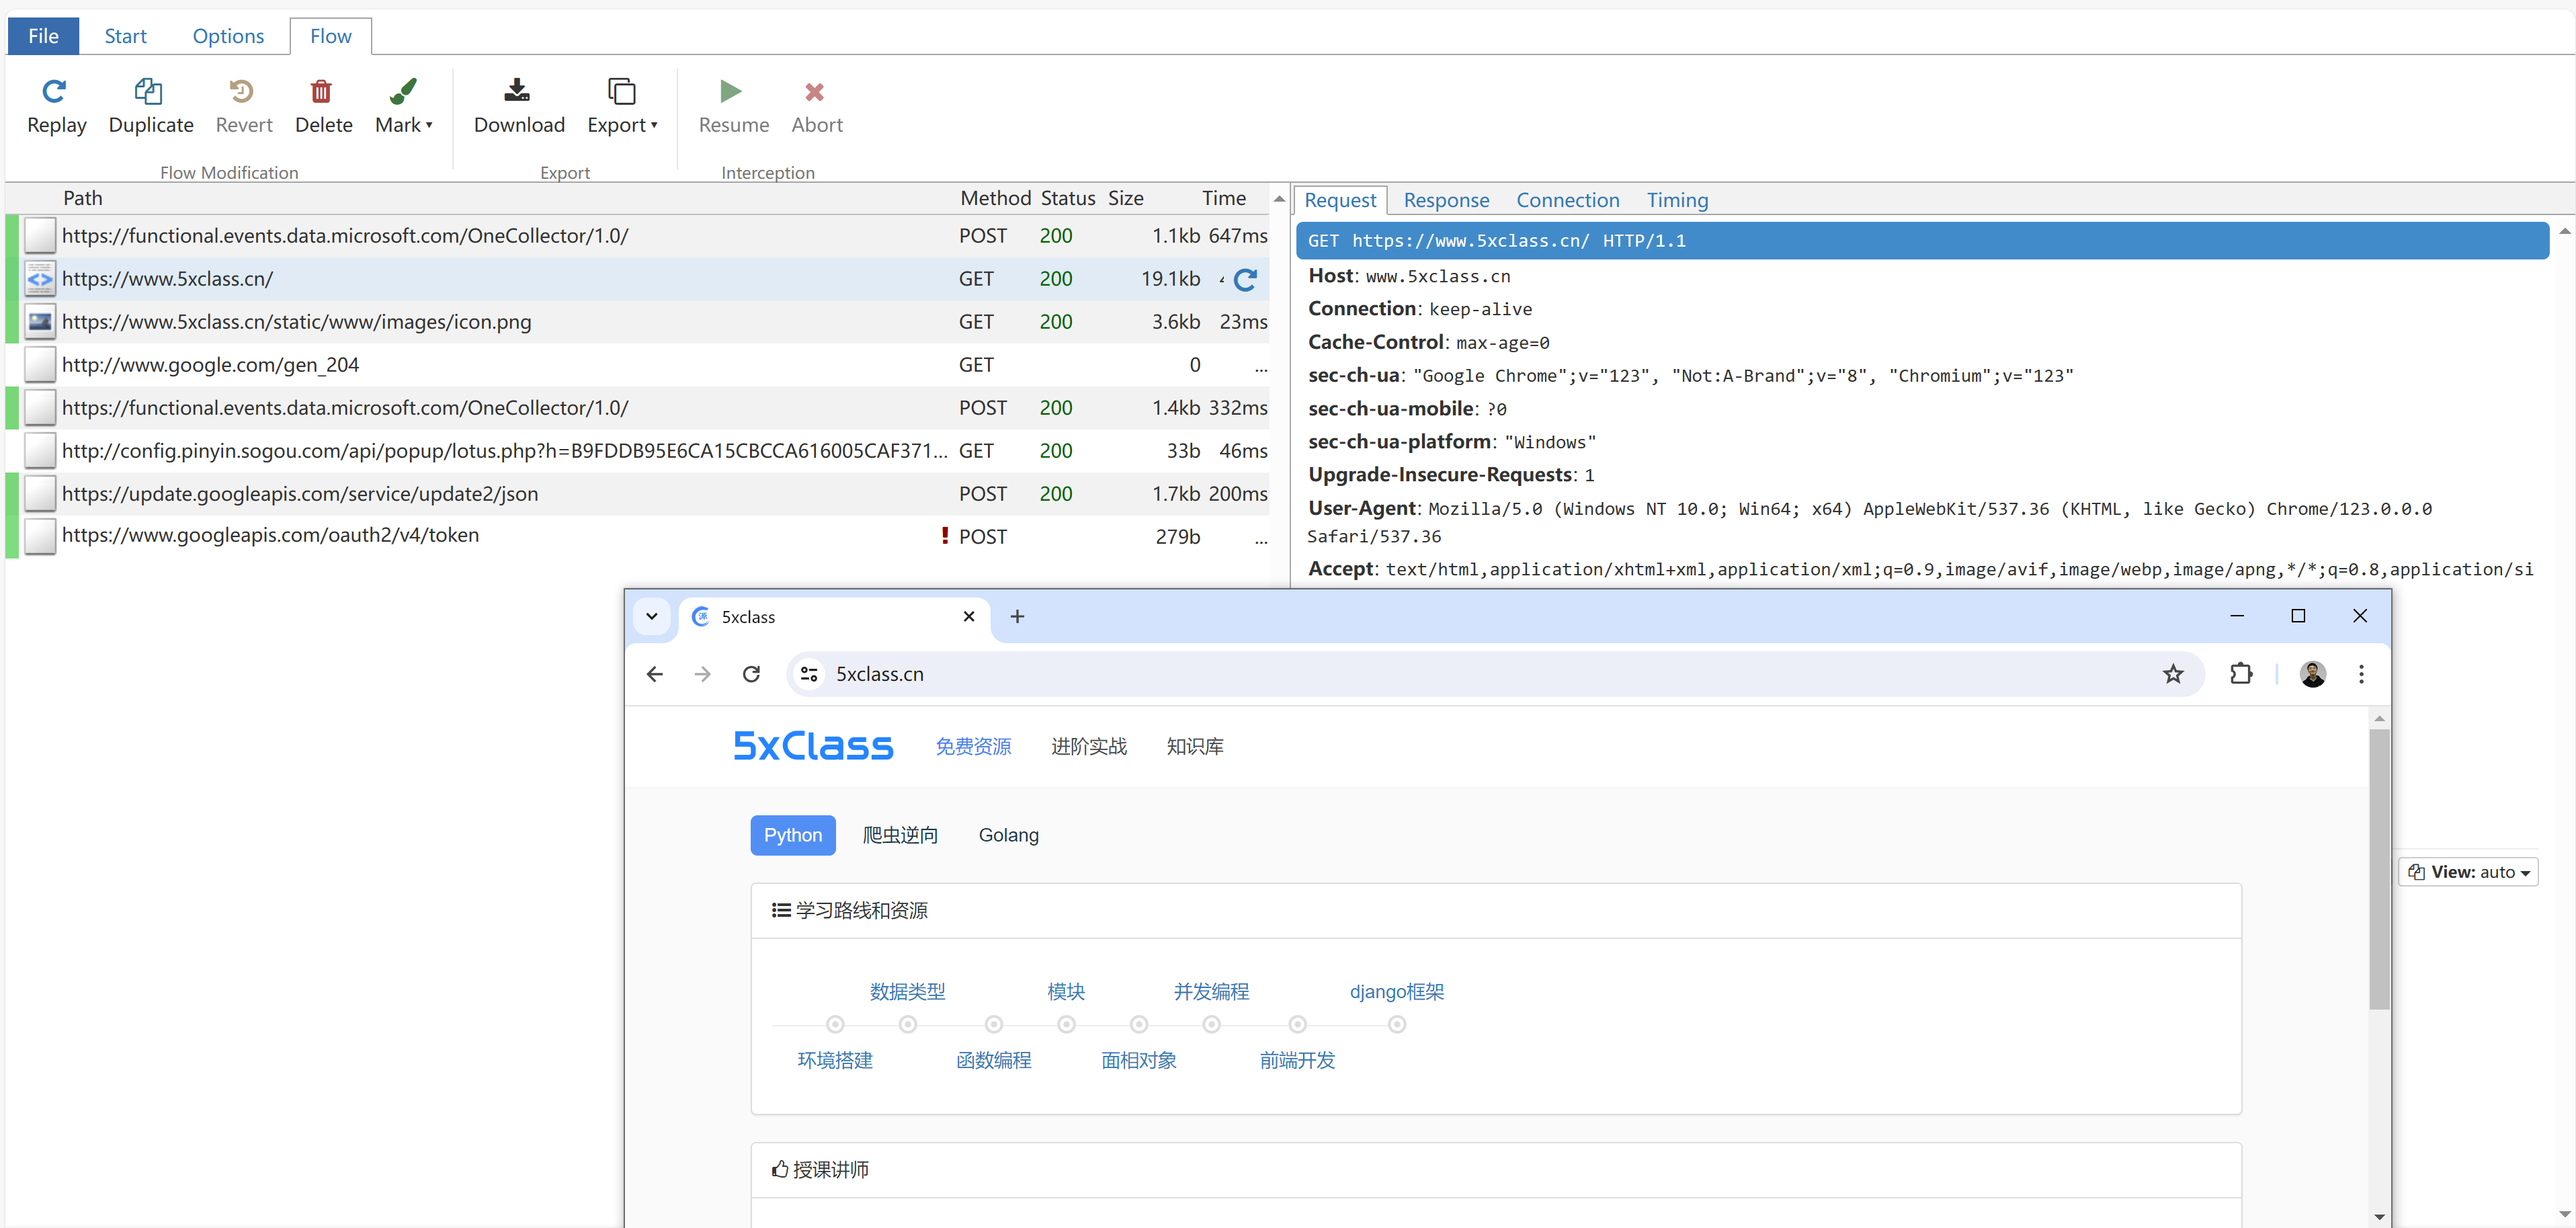 File Start Options Flow
Replay Duplicate Revert Delete Mark Download Export Resume Abort
Flow Modification Export Interception
Path Method Status Size Time
https://functional.events.data.microsoft.com/OneCollector/1.0/ POST 200 1.1kb 647ms
https://www.5xclass.cn/ GET 200 19.1kb
https://www.5xclass.cn/static/www/images/icon.png GET 200 3.6kb 23ms
http://www.google.com/gen_204 GET 0 ...
https://functional.events.data.microsoft.com/OneCollector/1.0/ POST 200 1.4kb 332ms
http://config.pinyin.sogou.com/api/popup/lotus.php?h=B9FDDB95E6CA15CBCCA616005CAF371... GET 200 33b 46ms
https://update.googleapis.com/service/update2/json POST 200 1.7kb 200ms
https://www.googleapis.com/oauth2/v4/token ! POST 279b ...
Request Response Connection Timing
GET https://www.5xclass.cn/ HTTP/1.1
Host: www.5xclass.cn
Connection: keep-alive
Cache-Control: max-age=0
sec-ch-ua: "Google Chrome";v="123", "Not:A-Brand";v="8", "Chromium";v="123"
sec-ch-ua-mobile: ?0
sec-ch-ua-platform: "Windows"
Upgrade-Insecure-Requests: 1
User-Agent: Mozilla/5.0 (Windows NT 10.0; Win64; x64) AppleWebKit/537.36 (KHTML, like Gecko) Chrome/123.0.0.0
Safari/537.36
Accept: text/html,application/xhtml+xml,application/xml;q=0.9,image/avif,image/webp,image/apng,*/*;q=0.8,application/si
View: auto
5xclass
5xclass.cn
5xClass 免费资源 进阶实战 知识库
Python 爬虫逆向 Golang
学习路线和资源
数据类型 模块 并发编程 django框架
环境搭建 函数编程 面相对象 前端开发
授课讲师